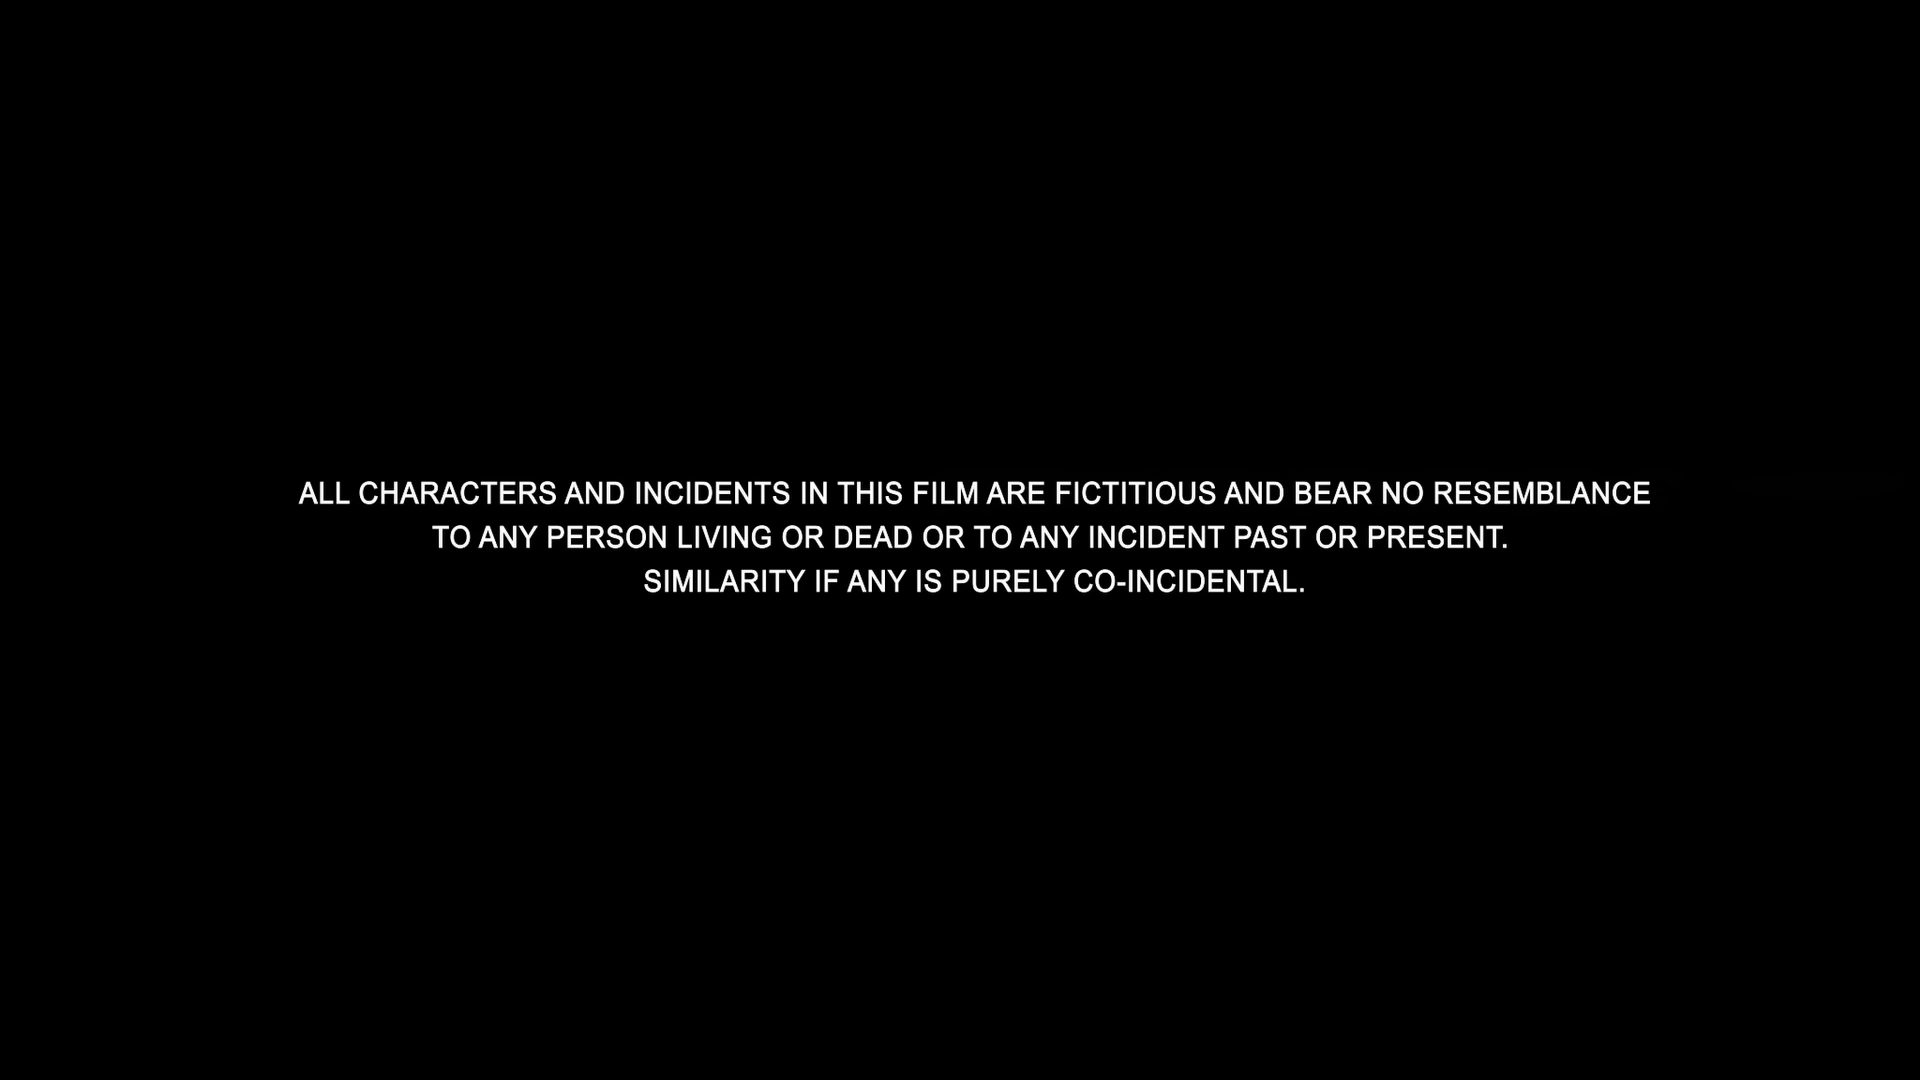 ALL CHARACTERS AND INCIDENTS IN THIS FILM ARE FICTITIOUS AND BEAR NO RESEMBLANCE
TO ANY PERSON LIVING OR DEAD OR TO ANY INCIDENT PAST OR PRESENT.
SIMILARITY IF ANY IS PURELY CO-INCIDENTAL.